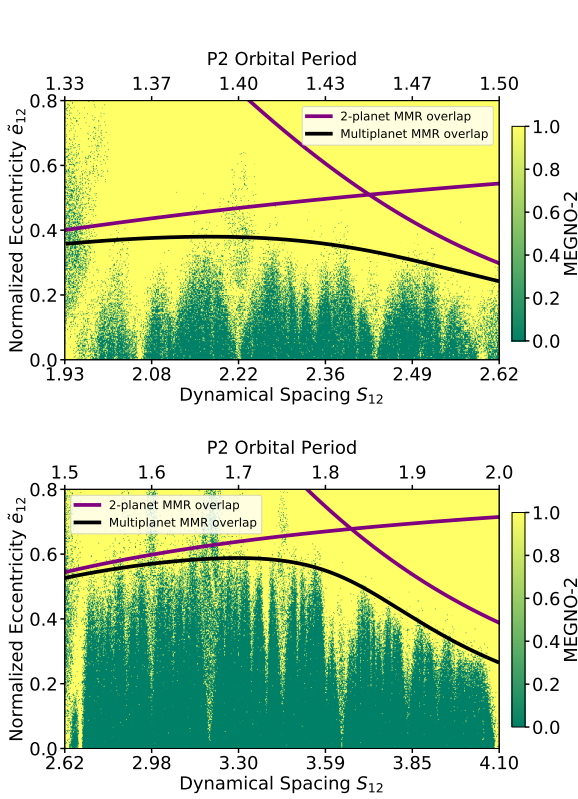 P2 Orbital Period
1.33 1.37 1.40 1.43 1.47 1.50
Normalized Eccentricity ẽ12
0.8
0.6
0.4
0.2
0.0
2-planet MMR overlap
Multiplanet MMR overlap
1.93 2.08 2.22 2.36 2.49 2.62
Dynamical Spacing S12
1.0
0.8
0.6
0.4
0.2
0.0
MEGNO-2
P2 Orbital Period
1.5 1.6 1.7 1.8 1.9 2.0
Normalized Eccentricity ẽ12
0.8
0.6
0.4
0.2
0.0
2-planet MMR overlap
Multiplanet MMR overlap
2.62 2.98 3.30 3.59 3.85 4.10
Dynamical Spacing S12
1.0
0.8
0.6
0.4
0.2
0.0
MEGNO-2